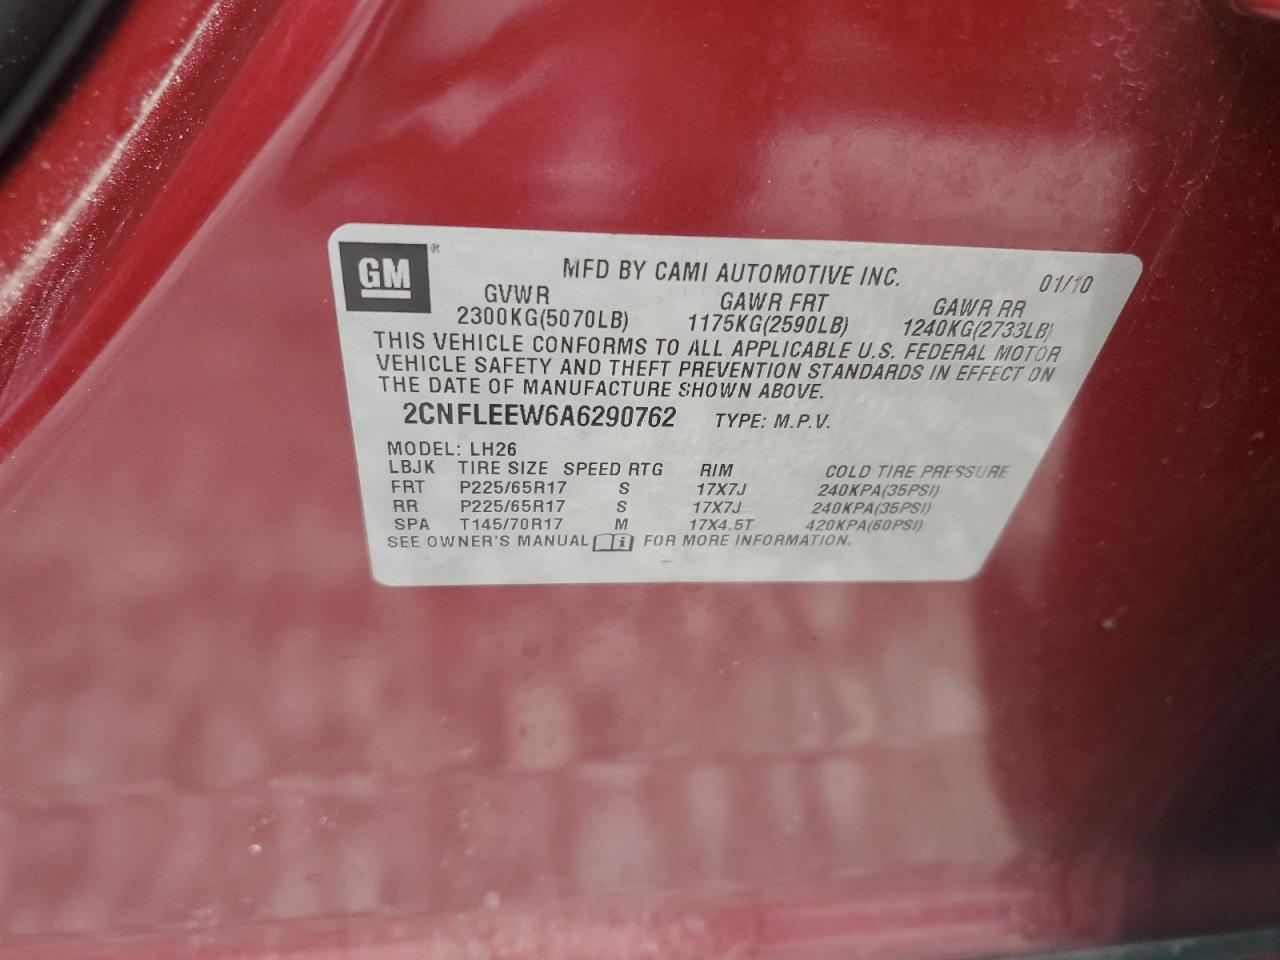 GM ®
MFD BY CAMI AUTOMOTIVE INC. 01/10
GVWR GAWR FRT GAWR RR
2300KG(5070LB) 1175KG(2590LB) 1240KG(2733LB)
THIS VEHICLE CONFORMS TO ALL APPLICABLE U.S. FEDERAL MOTOR
VEHICLE SAFETY AND THEFT PREVENTION STANDARDS IN EFFECT ON
THE DATE OF MANUFACTURE SHOWN ABOVE.
2CNFLEEW6A6290762 TYPE: M.P.V.
MODEL: LH26
LBJK TIRE SIZE SPEED RTG RIM COLD TIRE PRESSURE
FRT P225/65R17 S 17X7J 240KPA(35PSI)
RR P225/65R17 S 17X7J 240KPA(35PSI)
SPA T145/70R17 M 17X4.5T 420KPA(60PSI)
SEE OWNER'S MANUAL i FOR MORE INFORMATION.